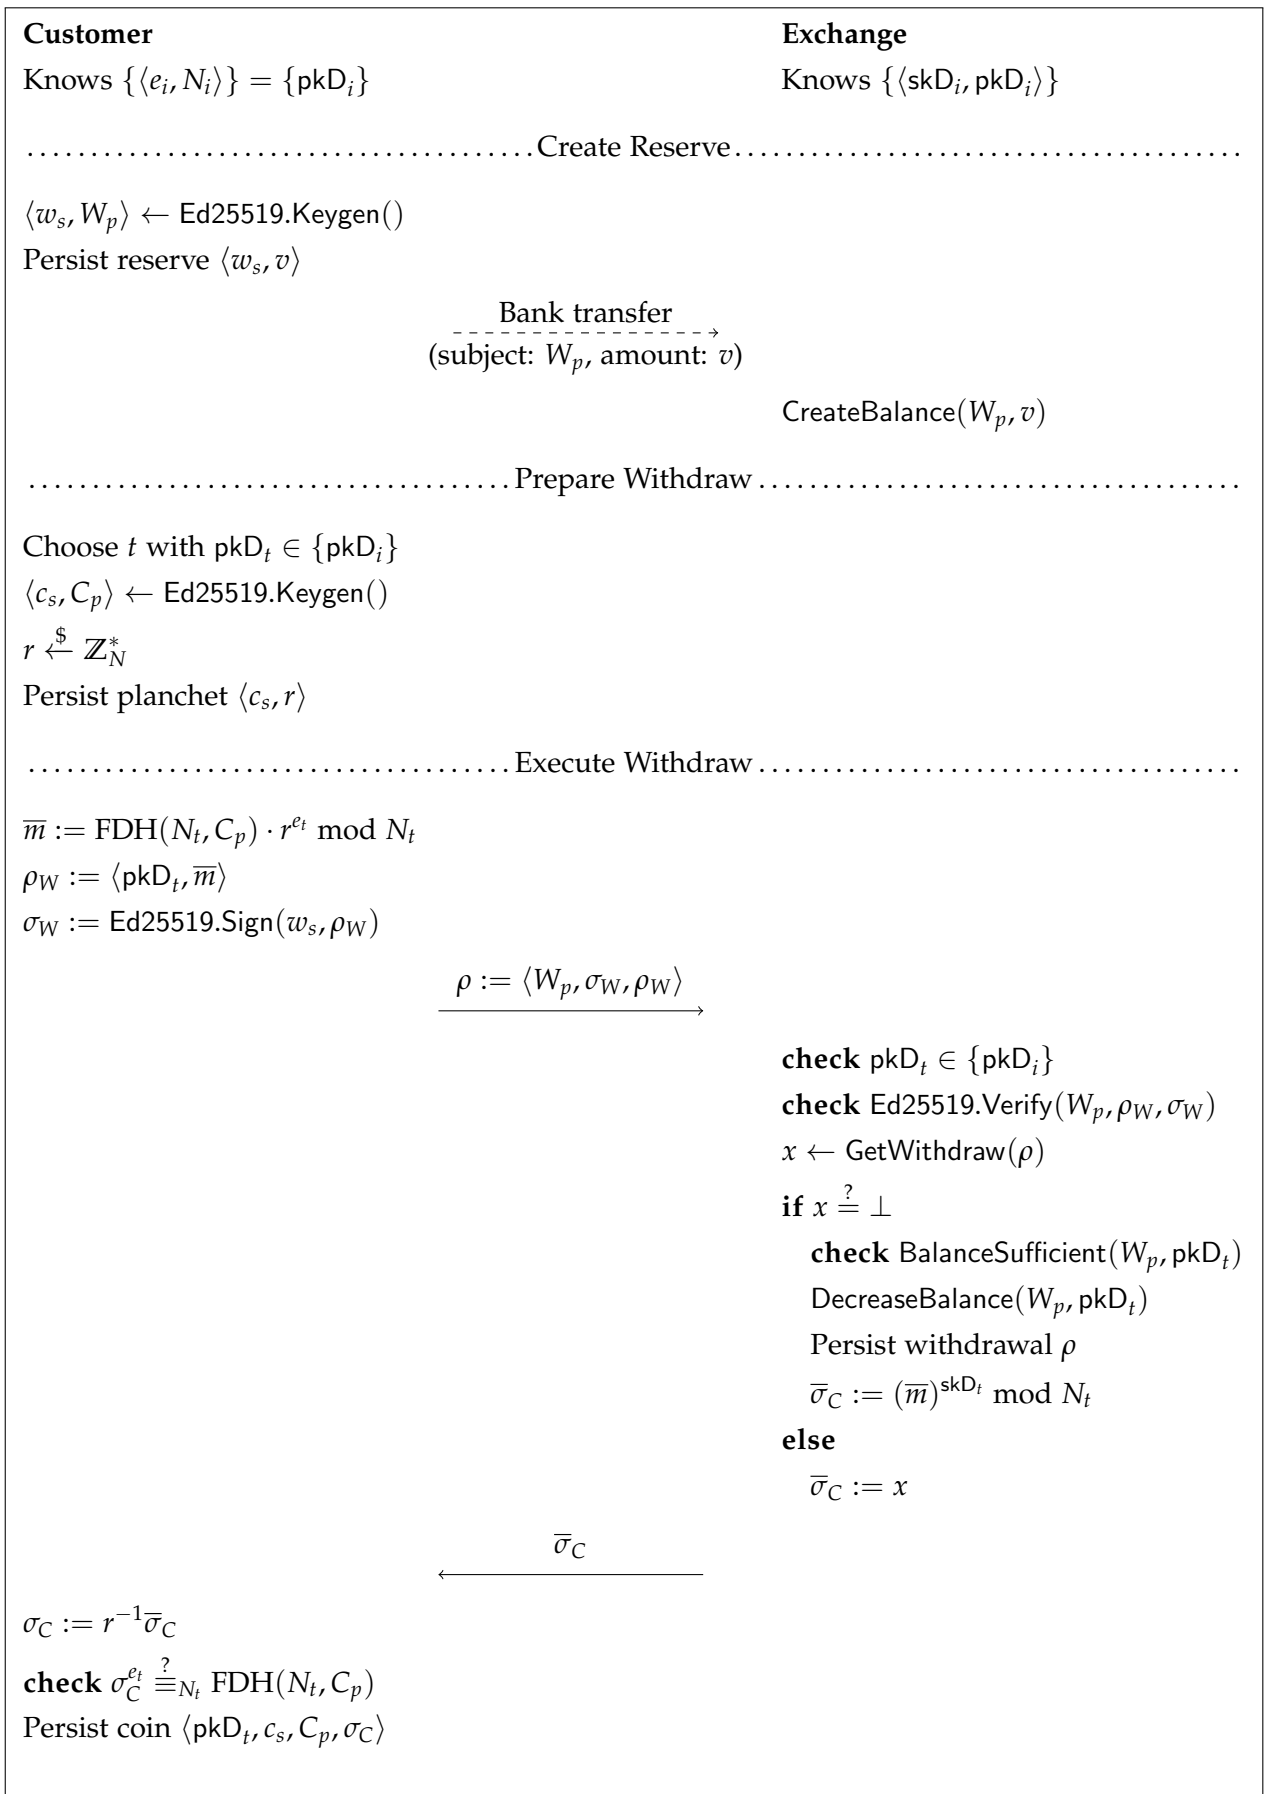 Customer Exchange
Knows {⟨e_i, N_i⟩} = {pkD_i} Knows {⟨skD_i, pkD_i⟩}
........................................Create Reserve........................................
⟨w_s, W_p⟩ ← Ed25519.Keygen()
Persist reserve ⟨w_s, v⟩
Bank transfer
(subject: W_p, amount: v)
CreateBalance(W_p, v)
......................................Prepare Withdraw......................................
Choose t with pkD_t ∈ {pkD_i}
⟨c_s, C_p⟩ ← Ed25519.Keygen()
r ←^$ ℤ*_N
Persist planchet ⟨c_s, r⟩
......................................Execute Withdraw......................................
m̅ := FDH(N_t, C_p) · r^{e_t} mod N_t
ρ_W := ⟨pkD_t, m̅⟩
σ_W := Ed25519.Sign(w_s, ρ_W)
ρ := ⟨W_p, σ_W, ρ_W⟩
check pkD_t ∈ {pkD_i}
check Ed25519.Verify(W_p, ρ_W, σ_W)
x ← GetWithdraw(ρ)
if x =^? ⊥
check BalanceSufficient(W_p, pkD_t)
DecreaseBalance(W_p, pkD_t)
Persist withdrawal ρ
σ̅_C := (m̅)^{skD_t} mod N_t
else
σ̅_C := x
σ̅_C
σ_C := r^{−1}σ̅_C
check σ_C^{e_t} ≡^?_{N_t} FDH(N_t, C_p)
Persist coin ⟨pkD_t, c_s, C_p, σ_C⟩